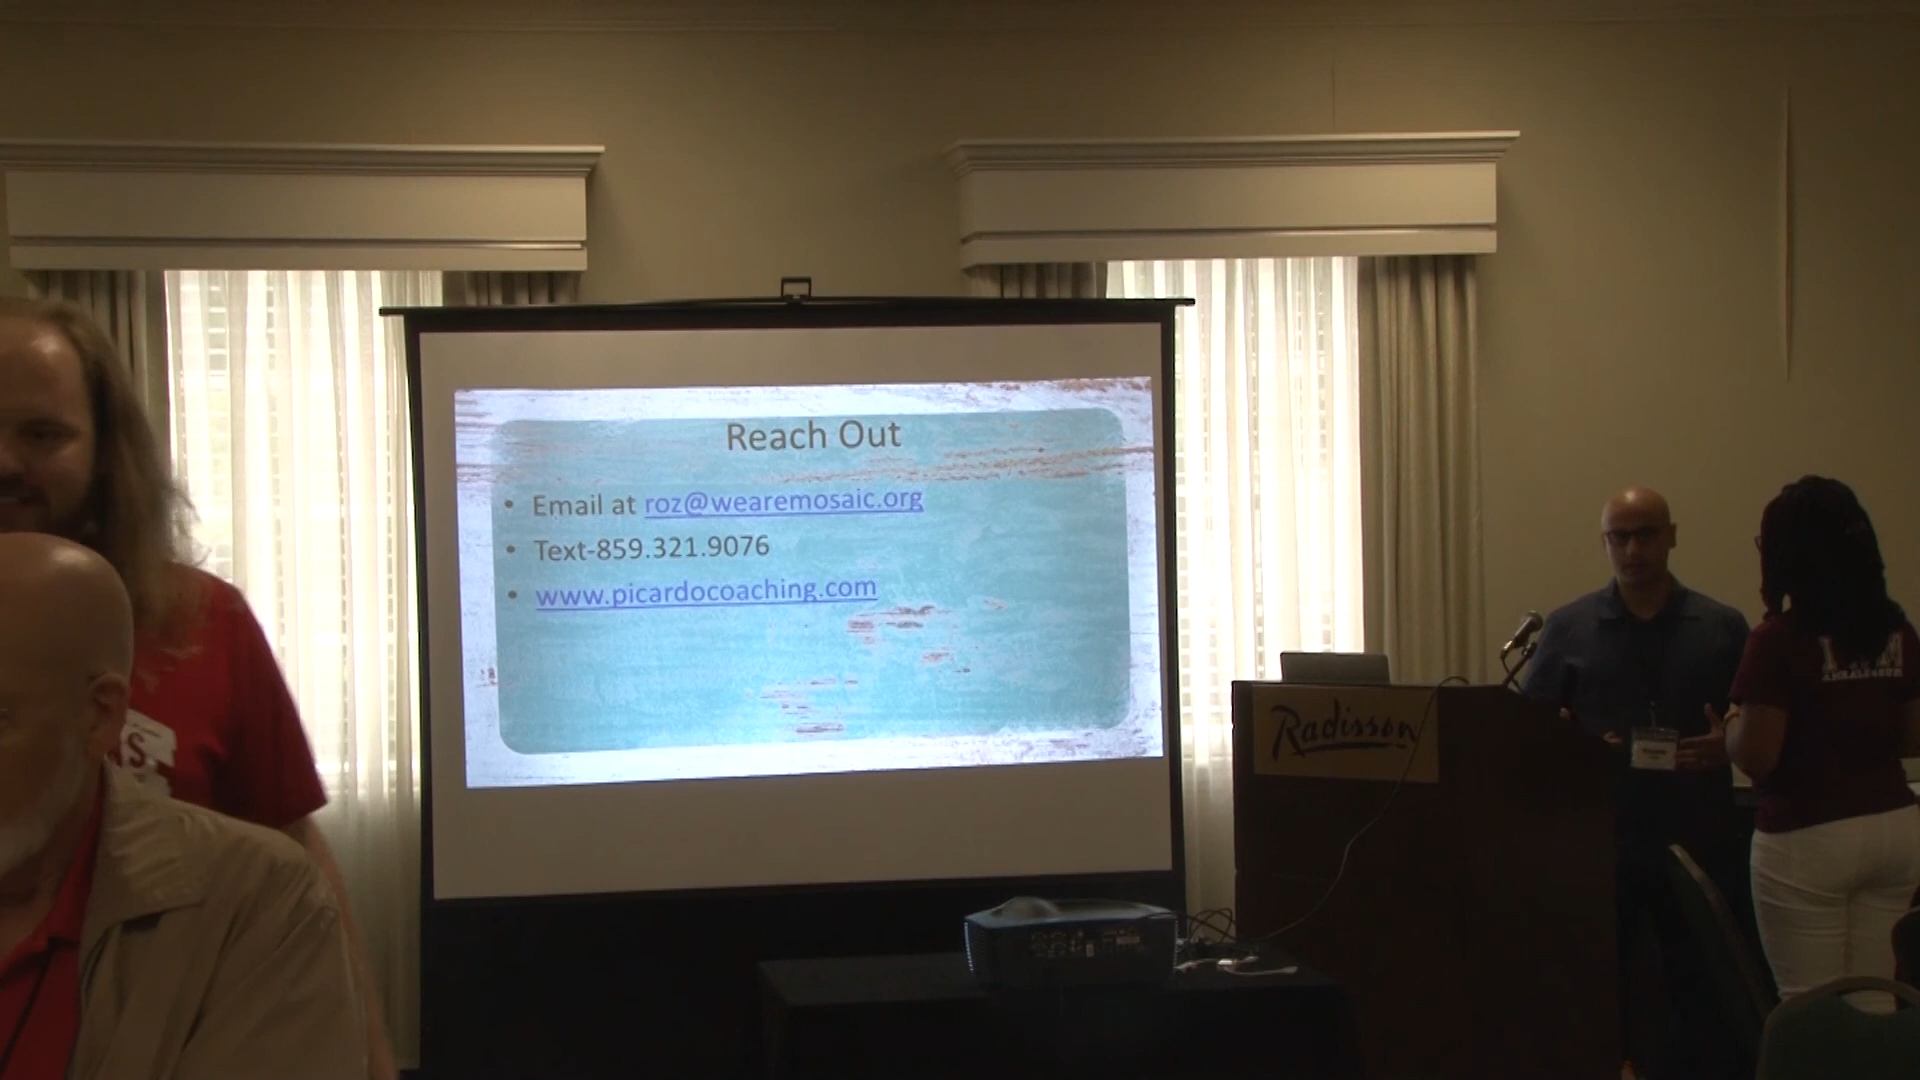 Reach Out
• Email at roz@wearemosaic.org
• Text-859.321.9076
• www.picardocoaching.com
Radisson
S.